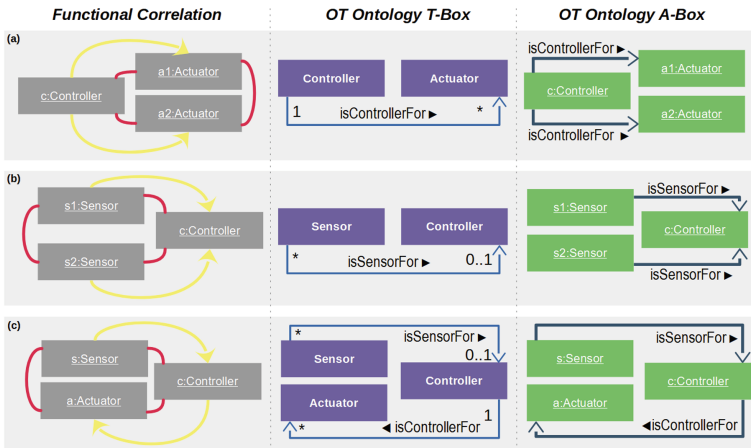 Functional Correlation
OT Ontology T-Box
OT Ontology A-Box
(a)
c:Controller
a1:Actuator
a2:Actuator
Controller
Actuator
1
isControllerFor ►
*
isControllerFor ►
c:Controller
a1:Actuator
a2:Actuator
isControllerFor ►
(b)
s1:Sensor
s2:Sensor
c:Controller
Sensor
Controller
*
isSensorFor ►
0..1
isSensorFor ►
s1:Sensor
s2:Sensor
c:Controller
isSensorFor ►
(c)
s:Sensor
a:Actuator
c:Controller
*
isSensorFor ►
0..1
Sensor
Controller
Actuator
1
*
◄ isControllerFor
isSensorFor ►
s:Sensor
c:Controller
a:Actuator
◄isControllerFor